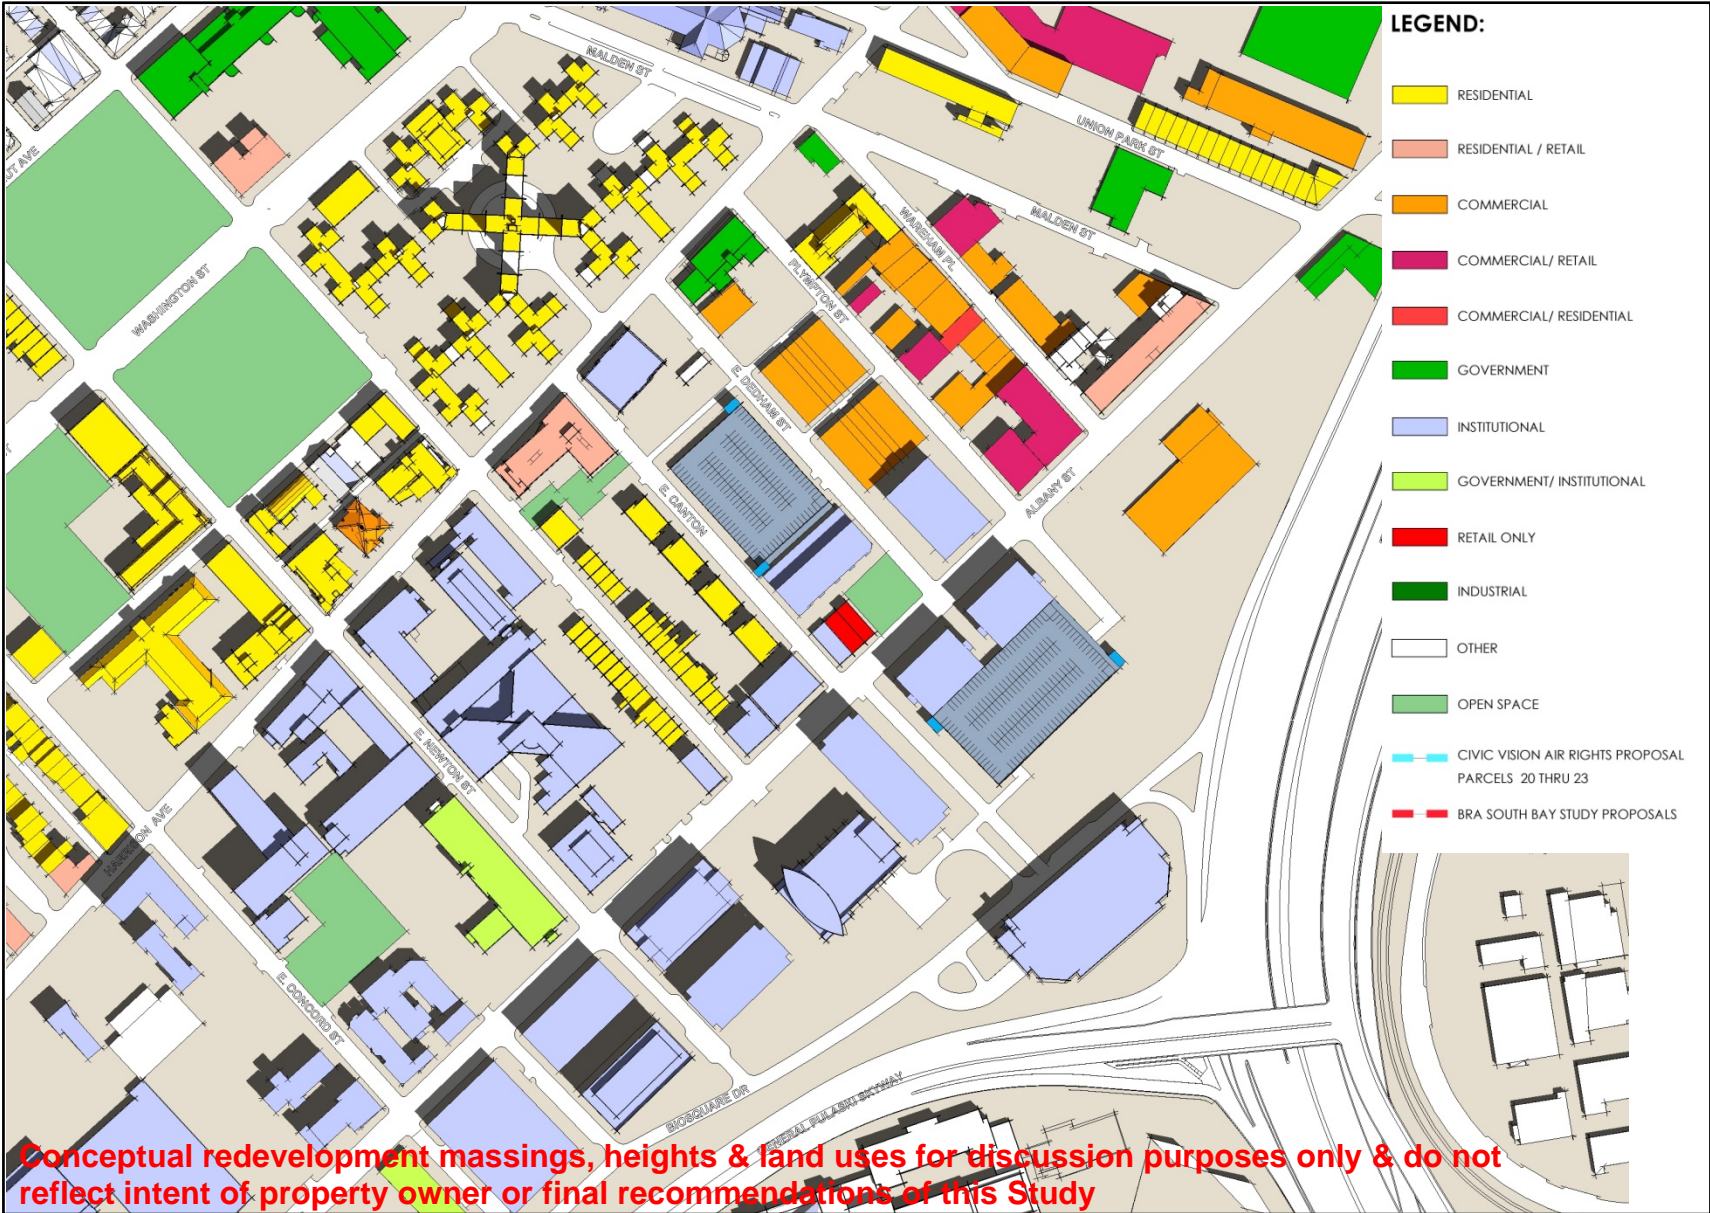 LEGEND:
RESIDENTIAL
RESIDENTIAL / RETAIL
COMMERCIAL
COMMERCIAL/ RETAIL
COMMERCIAL/ RESIDENTIAL
GOVERNMENT
INSTITUTIONAL
GOVERNMENT/ INSTITUTIONAL
RETAIL ONLY
INDUSTRIAL
OTHER
OPEN SPACE
CIVIC VISION AIR RIGHTS PROPOSAL
PARCELS 20 THRU 23
BRA SOUTH BAY STUDY PROPOSALS
MALDEN ST
UNION PARK ST
UT AVE
WASHINGTON ST
WAREHAM PL
MALDEN ST
PLYMPTON ST
E. DEDHAM ST
E. CANTON
ALBANY ST
E. NEWTON ST
HARRISON AVE
E. CONCORD ST
BIOSQUARE DR
GENERAL PULASKI SKYWAY
Conceptual redevelopment massings, heights & land uses for discussion purposes only & do not
reflect intent of property owner or final recommendations of this Study